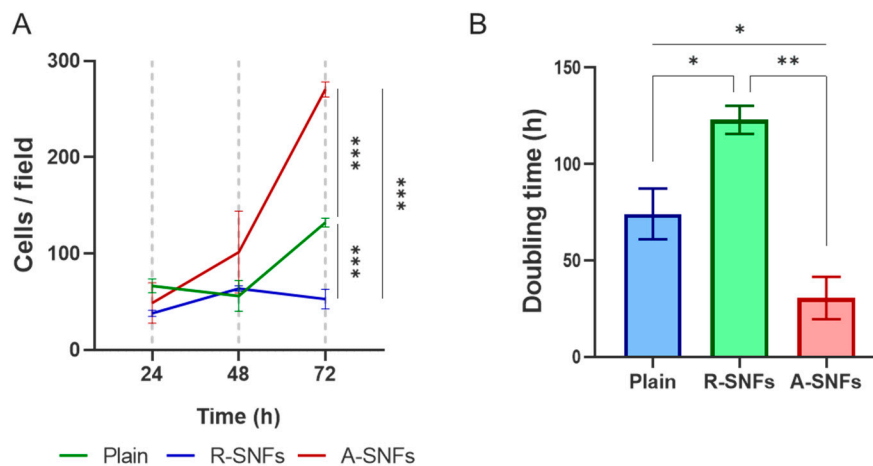 A
Cells / field
300
200
100
0
24 48 72
Time (h)
***
***
***
Plain R-SNFs A-SNFs
B
Doubling time (h)
150
100
50
0
*
* **
Plain R-SNFs A-SNFs